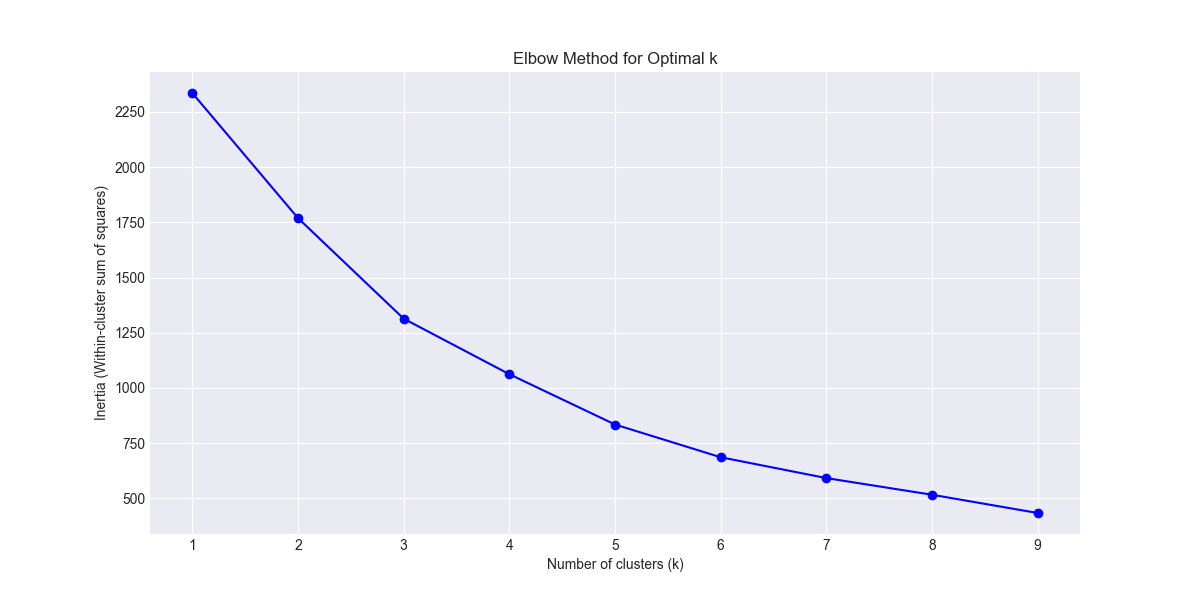 Elbow Method for Optimal k
Inertia (Within-cluster sum of squares)
2250
2000
1750
1500
1250
1000
750
500
1 2 3 4 5 6 7 8 9
Number of clusters (k)